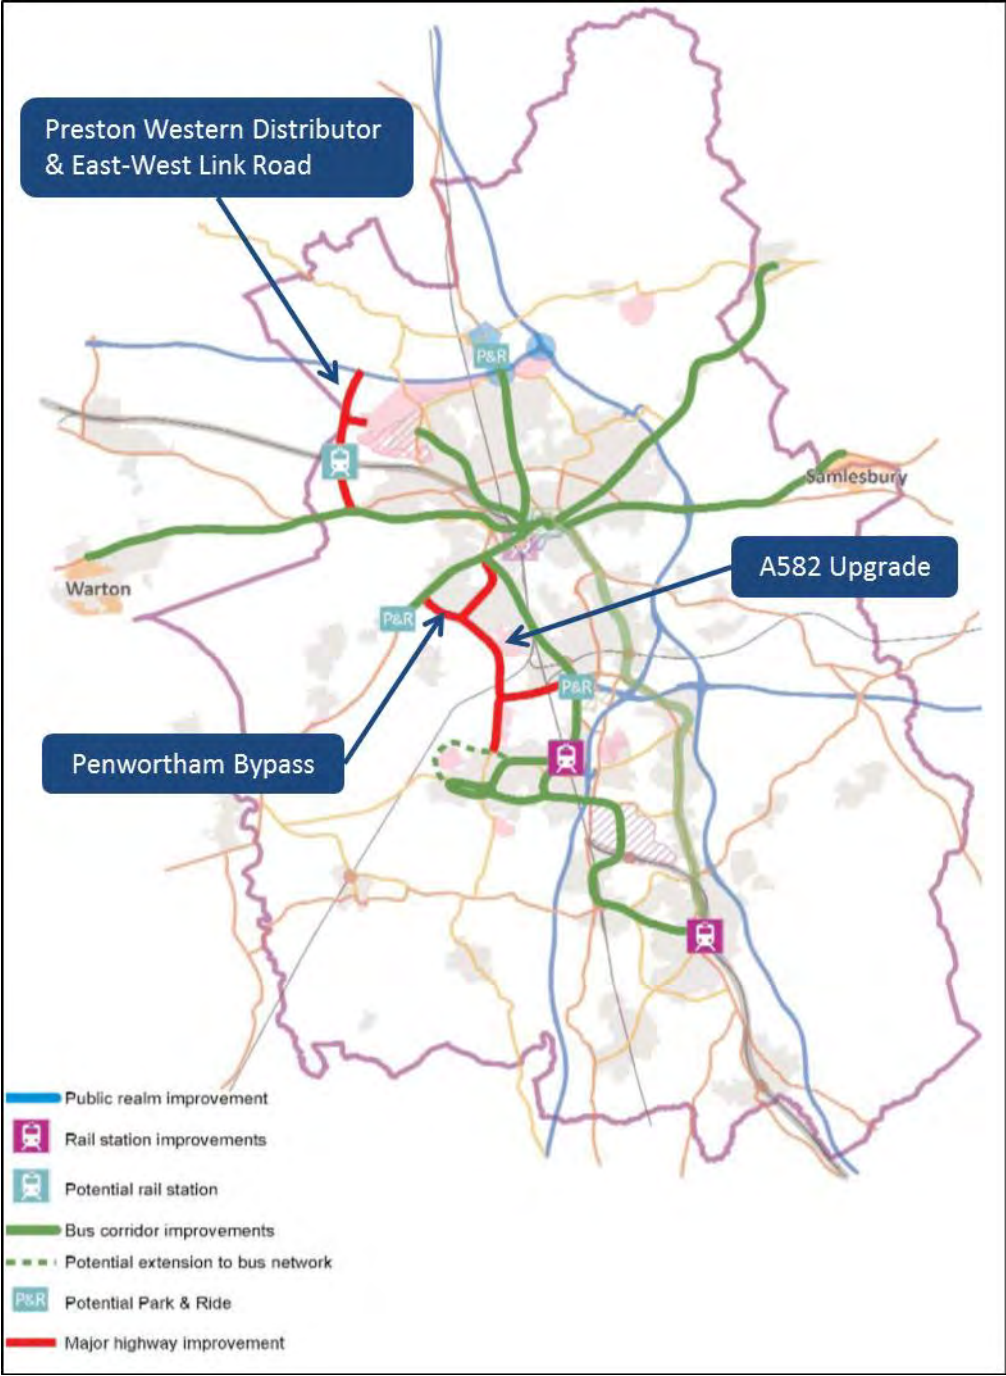 Preston Western Distributor
& East-West Link Road
P&R
Samlesbury
A582 Upgrade
Warton
P&R
P&R
Penwortham Bypass
Public realm improvement
Rail station improvements
Potential rail station
Bus corridor improvements
Potential extension to bus network
P&R Potential Park & Ride
Major highway improvement